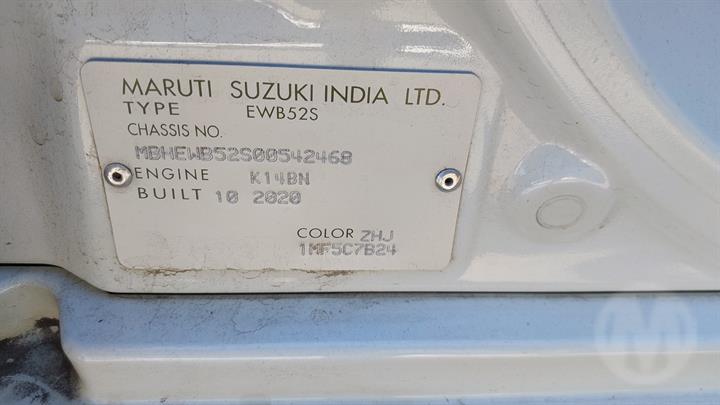 MARUTI SUZUKI INDIA LTD.
TYPE EWB52S
CHASSIS NO.
MBHEWB52S00542468
ENGINE K14BN
BUILT 10 2020
COLOR ZHJ
1MF5C7B24